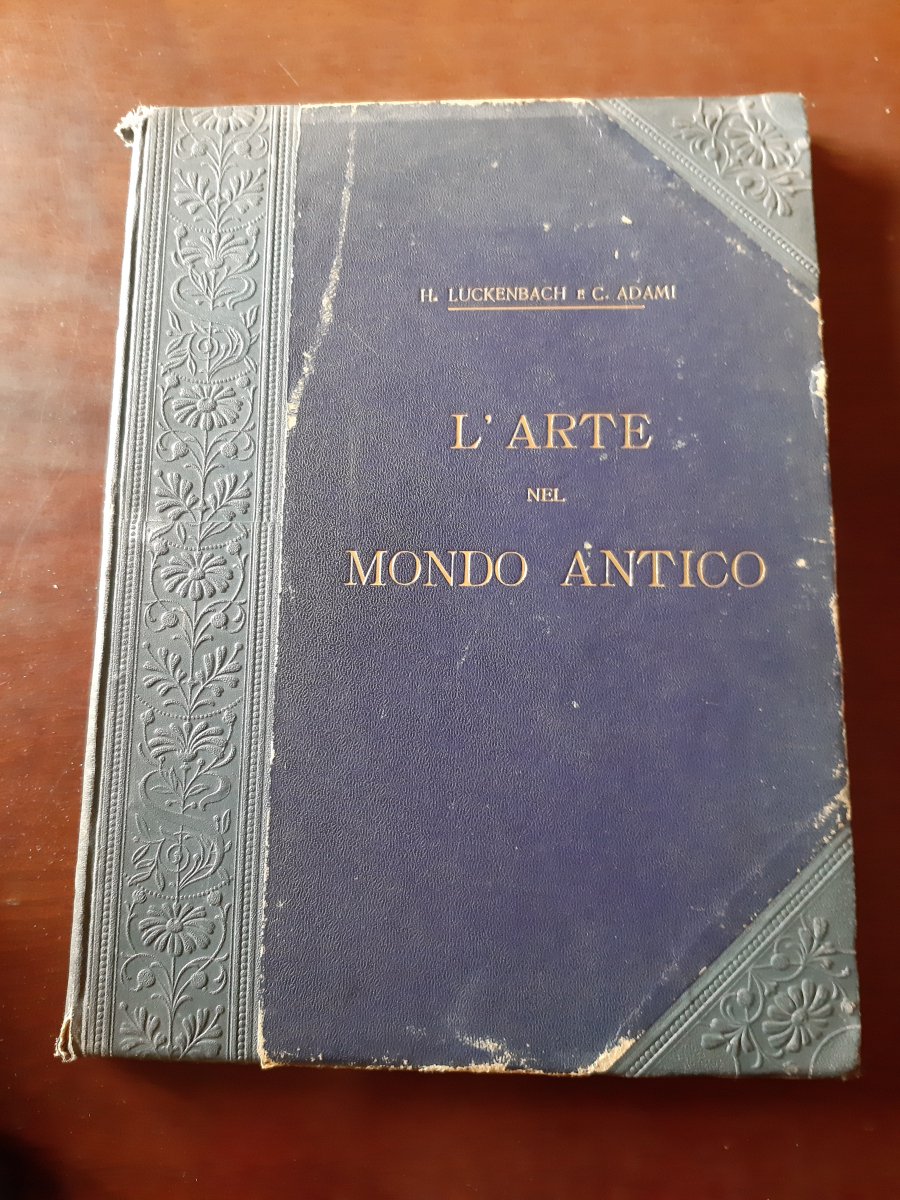 H. LUCKENBACH E C. ADAMI
L'ARTE
NEL
MONDO ANTICO